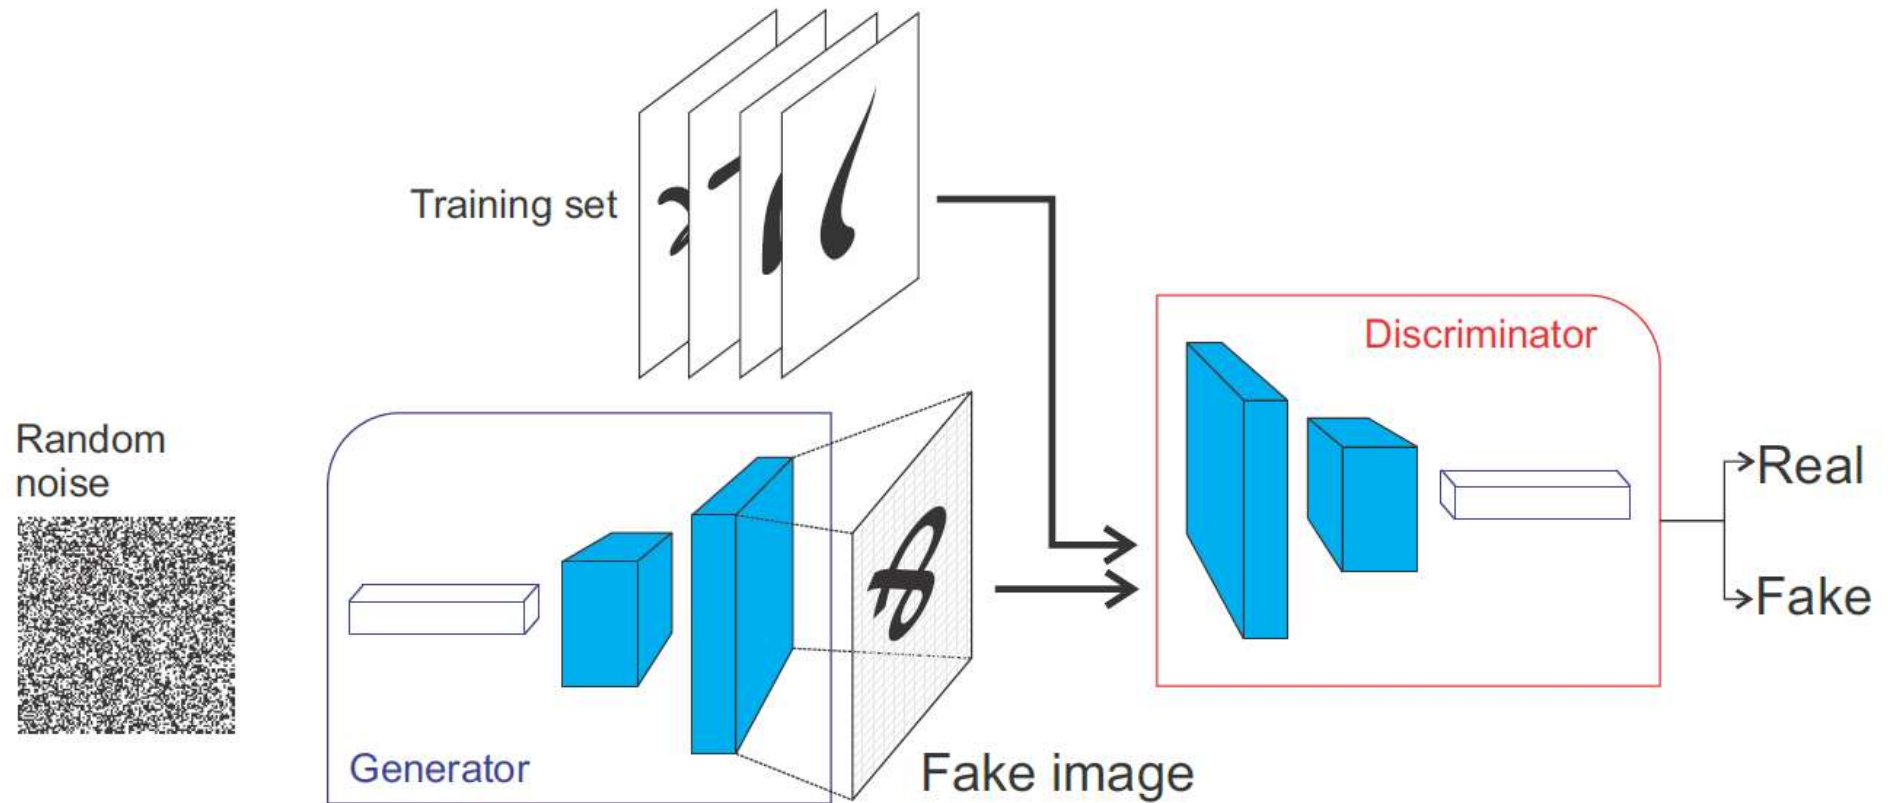 Training set
Discriminator
Random
noise
Real
Fake
Generator
Fake image